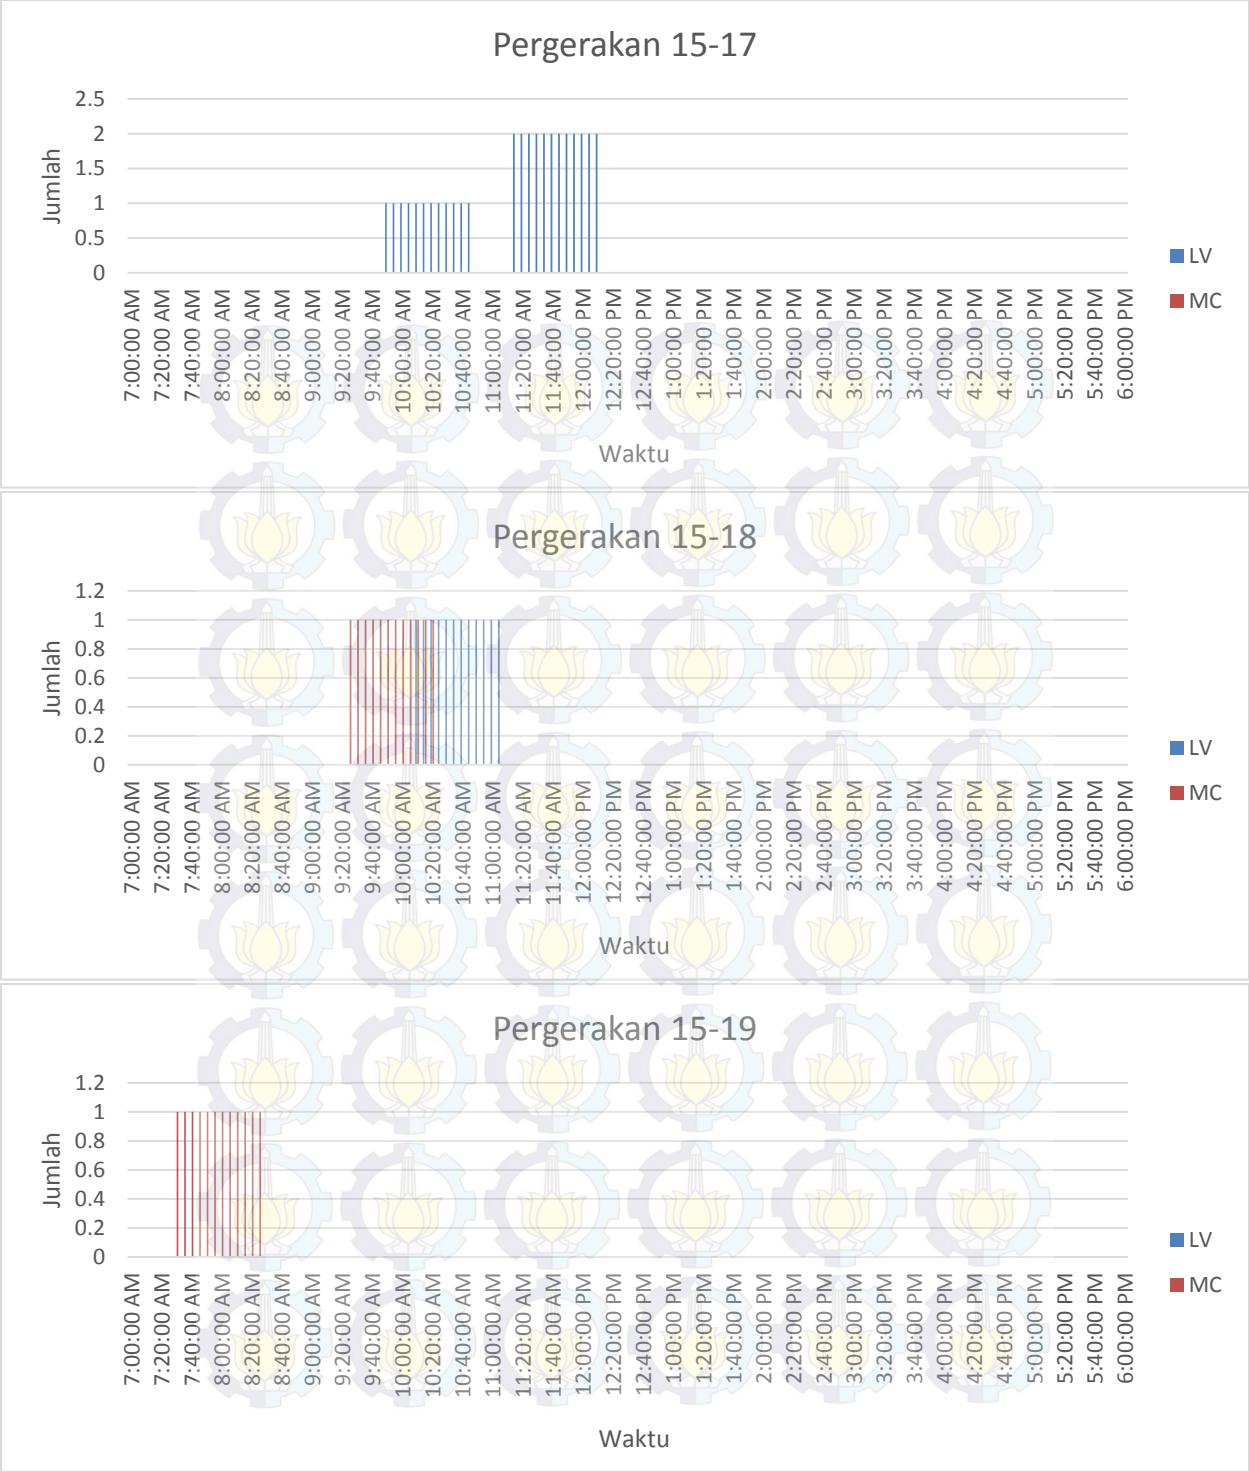 Pergerakan 15-17
2.5
2
1.5
1
0.5
0
Jumlah
7:00:00 AM
7:20:00 AM
7:40:00 AM
8:00:00 AM
8:20:00 AM
8:40:00 AM
9:00:00 AM
9:20:00 AM
9:40:00 AM
10:00:00 AM
10:20:00 AM
10:40:00 AM
11:00:00 AM
11:20:00 AM
11:40:00 AM
12:00:00 PM
12:20:00 PM
12:40:00 PM
1:00:00 PM
1:20:00 PM
1:40:00 PM
2:00:00 PM
2:20:00 PM
2:40:00 PM
3:00:00 PM
3:20:00 PM
3:40:00 PM
4:00:00 PM
4:20:00 PM
4:40:00 PM
5:00:00 PM
5:20:00 PM
5:40:00 PM
6:00:00 PM
Waktu
LV
MC
Pergerakan 15-18
1.2
1
0.8
0.6
0.4
0.2
0
Jumlah
7:00:00 AM
7:20:00 AM
7:40:00 AM
8:00:00 AM
8:20:00 AM
8:40:00 AM
9:00:00 AM
9:20:00 AM
9:40:00 AM
10:00:00 AM
10:20:00 AM
10:40:00 AM
11:00:00 AM
11:20:00 AM
11:40:00 AM
12:00:00 PM
12:20:00 PM
12:40:00 PM
1:00:00 PM
1:20:00 PM
1:40:00 PM
2:00:00 PM
2:20:00 PM
2:40:00 PM
3:00:00 PM
3:20:00 PM
3:40:00 PM
4:00:00 PM
4:20:00 PM
4:40:00 PM
5:00:00 PM
5:20:00 PM
5:40:00 PM
6:00:00 PM
Waktu
LV
MC
Pergerakan 15-19
1.2
1
0.8
0.6
0.4
0.2
0
Jumlah
7:00:00 AM
7:20:00 AM
7:40:00 AM
8:00:00 AM
8:20:00 AM
8:40:00 AM
9:00:00 AM
9:20:00 AM
9:40:00 AM
10:00:00 AM
10:20:00 AM
10:40:00 AM
11:00:00 AM
11:20:00 AM
11:40:00 AM
12:00:00 PM
12:20:00 PM
12:40:00 PM
1:00:00 PM
1:20:00 PM
1:40:00 PM
2:00:00 PM
2:20:00 PM
2:40:00 PM
3:00:00 PM
3:20:00 PM
3:40:00 PM
4:00:00 PM
4:20:00 PM
4:40:00 PM
5:00:00 PM
5:20:00 PM
5:40:00 PM
6:00:00 PM
Waktu
LV
MC